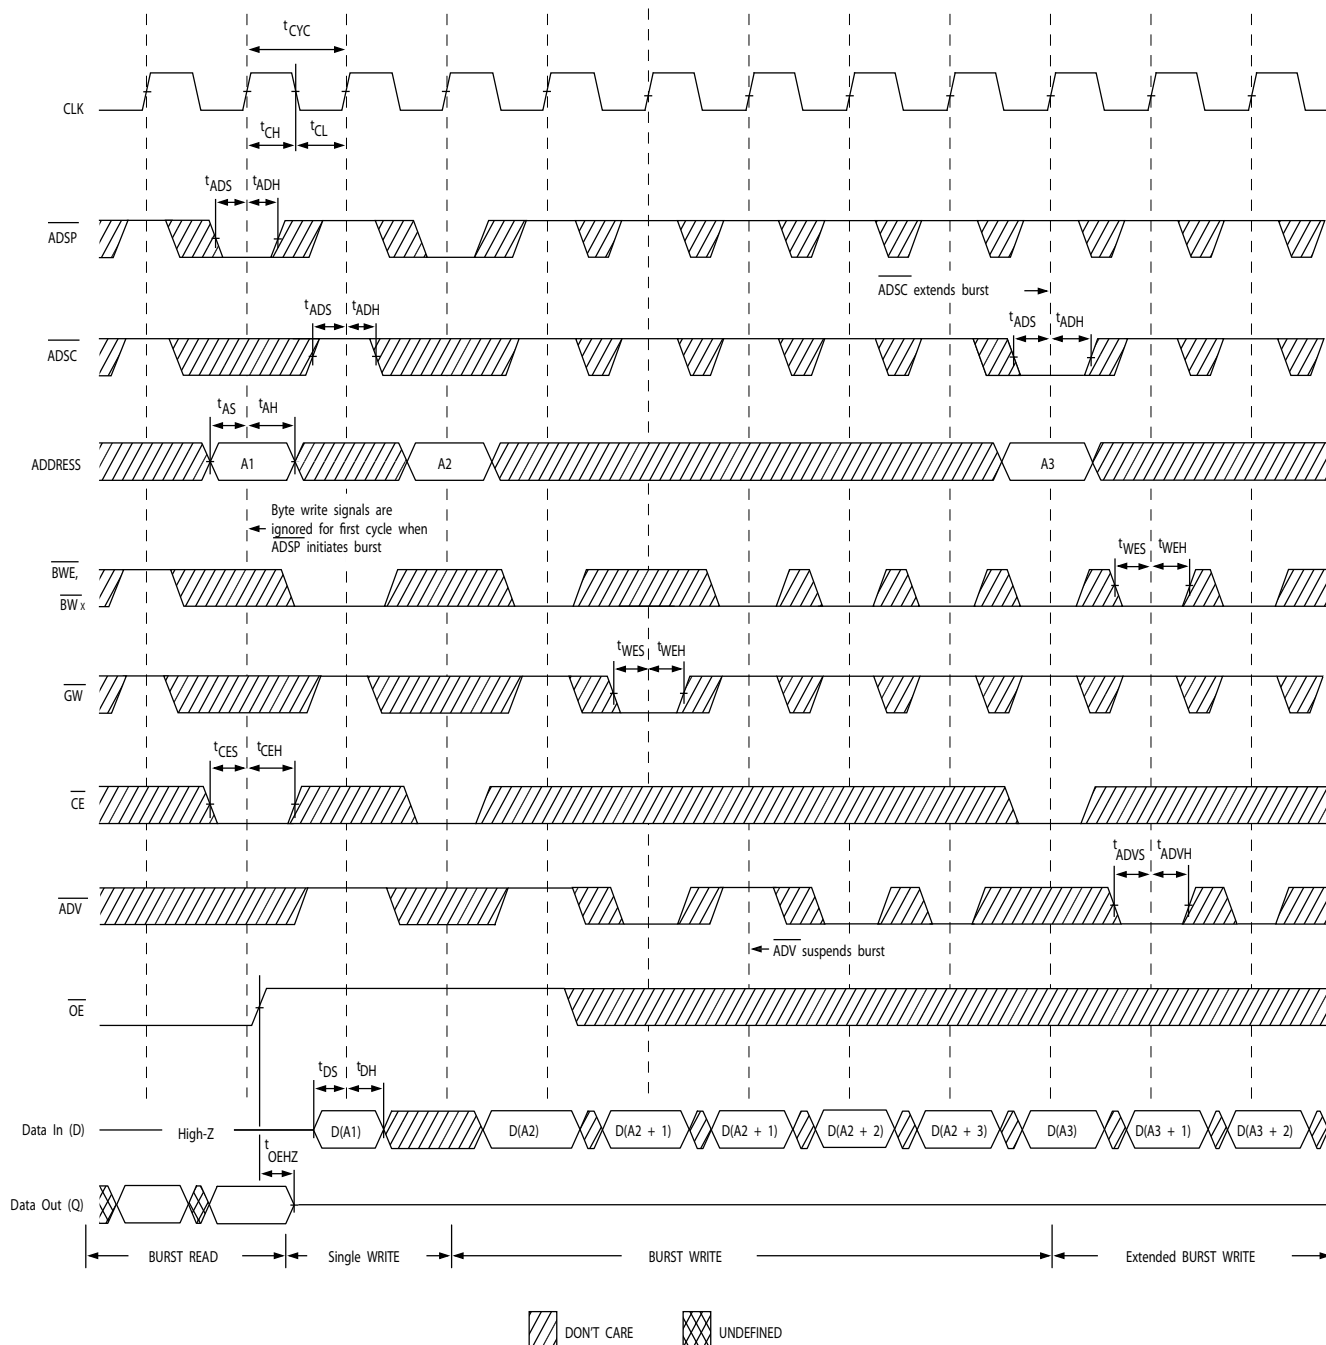 tCYC
CLK
tCH tCL
tADS tADH
ADSP
ADSC extends burst
tADS tADH tADS tADH
ADSC
tAS tAH
ADDRESS A1 A2 A3
Byte write signals are
ignored for first cycle when
ADSP initiates burst
tWES tWEH
BWE,
BW x
tWES tWEH
GW
tCES tCEH
CE
tADVS tADVH
ADV
ADV suspends burst
OE
tDS tDH
Data In (D) High-Z D(A1) D(A2) D(A2 + 1) D(A2 + 1) D(A2 + 2) D(A2 + 3) D(A3) D(A3 + 1) D(A3 + 2)
tOEHZ
Data Out (Q)
BURST READ Single WRITE BURST WRITE Extended BURST WRITE
DON'T CARE UNDEFINED